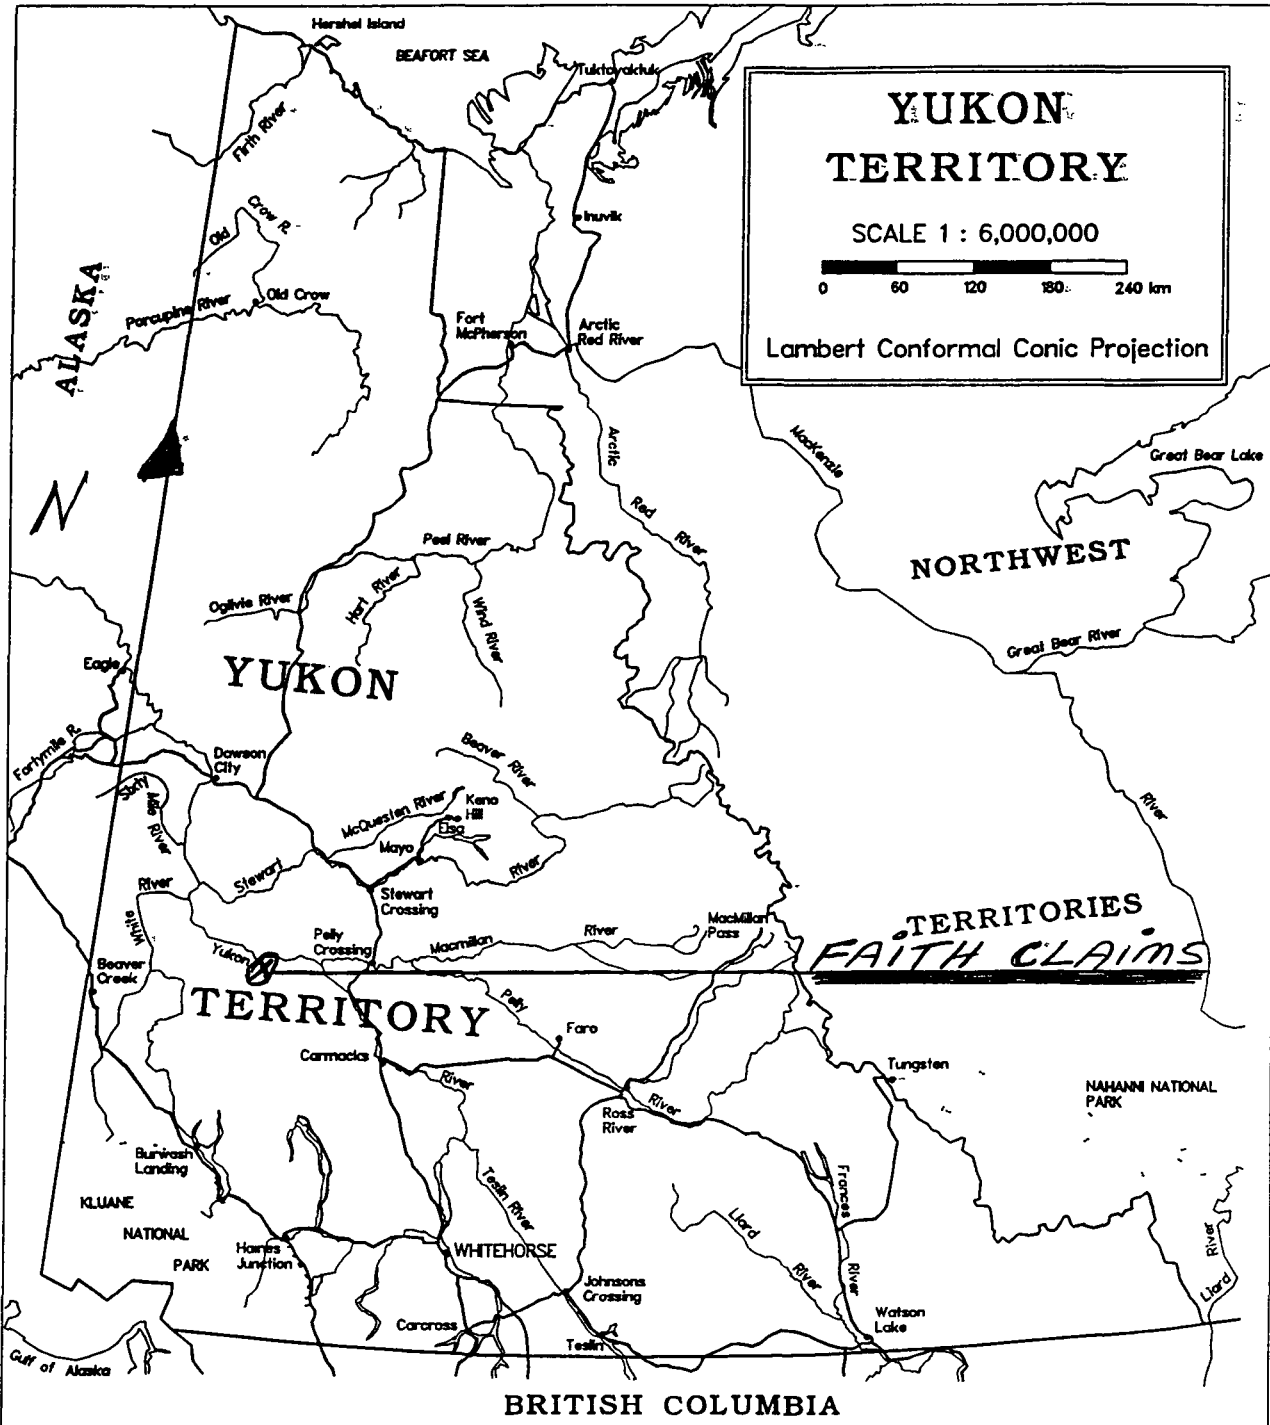 Hershel Island
BEAFORT SEA
Tuktoyaktuk
YUKON
TERRITORY
SCALE 1 : 6,000,000
0 60 120 180 240 km
Lambert Conformal Conic Projection
Firth River
Old Crow R.
Inuvik
ALASKA
Porcupine River
Old Crow
Fort
McPherson
Arctic
Red River
N
Arctic Red River
MacKenzie
Great Bear Lake
NORTHWEST
Peel River
Hart River
Wind River
Ogilvie River
Great Bear River
Eagle
YUKON
Fortymile R.
Dawson
City
Beaver River
Sixty Mile River
McQuesten River
Keno
Hill
Elsa
Mayo
River
River
Stewart
River
Stewart
Crossing
White
River
TERRITORIES
FAITH CLAIMS
MacMillan
Pass
Pelly
Crossing
Macmillan
River
Yukon
X
Beaver
Creek
TERRITORY
Pelly
Faro
Carmacks
River
River
Ross
River
Tungsten
NAHANNI NATIONAL
PARK
Burwash
Landing
Teslin River
Frances
River
Liard
River
Liard
River
KLUANE
NATIONAL
PARK
Haines
Junction
WHITEHORSE
Johnsons
Crossing
Carcross
Teslin
Watson
Lake
Gulf of Alaska
BRITISH COLUMBIA